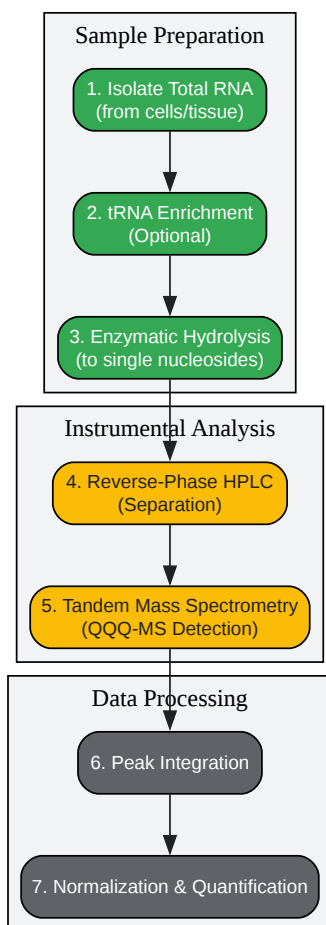 Sample Preparation
1. Isolate Total RNA
(from cells/tissue)
2. tRNA Enrichment
(Optional)
3. Enzymatic Hydrolysis
(to single nucleosides)
Instrumental Analysis
4. Reverse-Phase HPLC
(Separation)
5. Tandem Mass Spectrometry
(QQQ-MS Detection)
Data Processing
6. Peak Integration
7. Normalization & Quantification